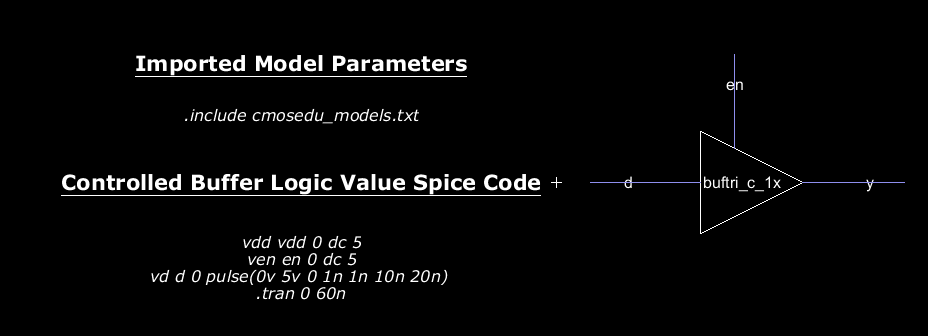 Imported Model Parameters
.include cmosedu_models.txt
Controlled Buffer Logic Value Spice Code
vdd vdd 0 dc 5
ven en 0 dc 5
vd d 0 pulse(0v 5v 0 1n 1n 10n 20n)
.tran 0 60n
en
d
buftri_c_1x
y